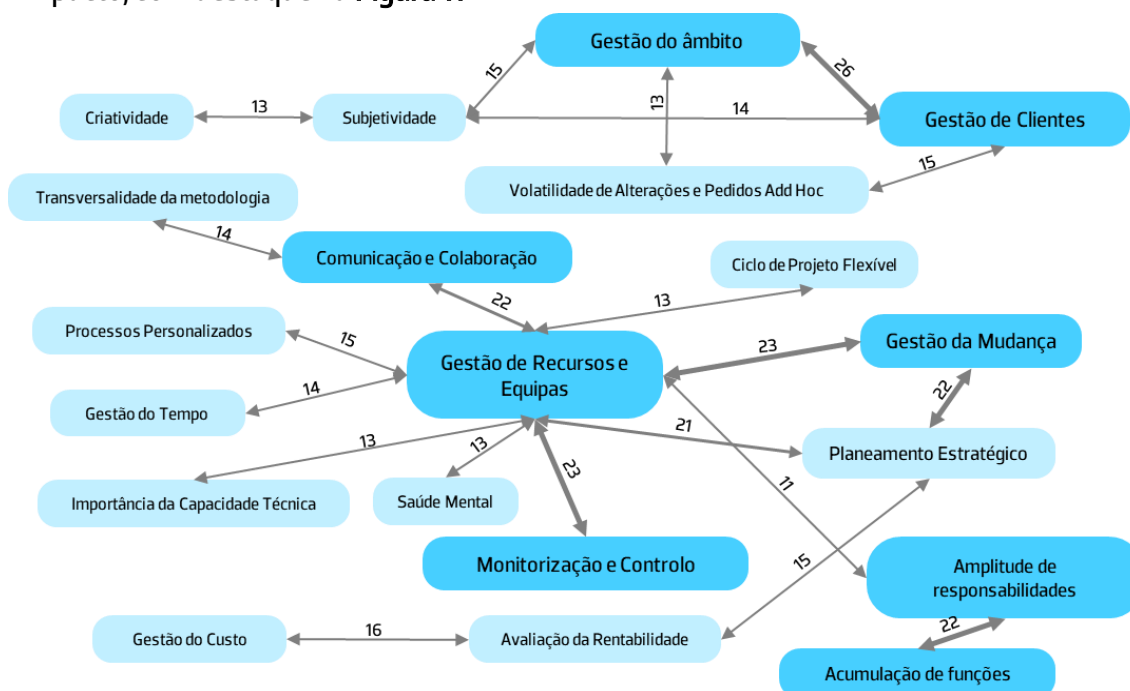 Gestão do âmbito
15
26
Criatividade
13
Subjetividade
13
14
Gestão de Clientes
15
Volatilidade de Alterações e Pedidos Add Hoc
Transversalidade da metodologia
14
Comunicação e Colaboração
Ciclo de Projeto Flexível
22
13
Processos Personalizados
15
Gestão de Recursos e
Equipas
23
Gestão da Mudança
14
Gestão do Tempo
22
13
13
21
Planeamento Estratégico
23
11
Importância da Capacidade Técnica
Saúde Mental
Monitorização e Controlo
15
Amplitude de
responsabilidades
Gestão do Custo
16
Avaliação da Rentabilidade
22
Acumulação de funções